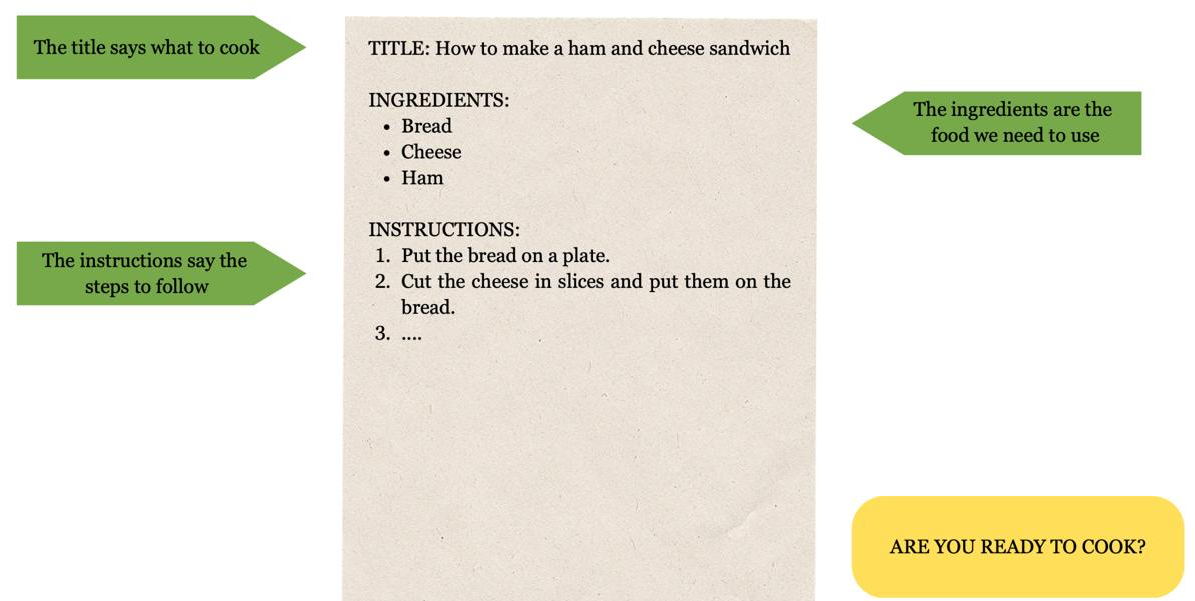 The title says what to cook
TITLE: How to make a ham and cheese sandwich
INGREDIENTS:
• Bread
• Cheese
• Ham
The ingredients are the
food we need to use
INSTRUCTIONS:
1. Put the bread on a plate.
2. Cut the cheese in slices and put them on the
bread.
3. ....
The instructions say the
steps to follow
ARE YOU READY TO COOK?